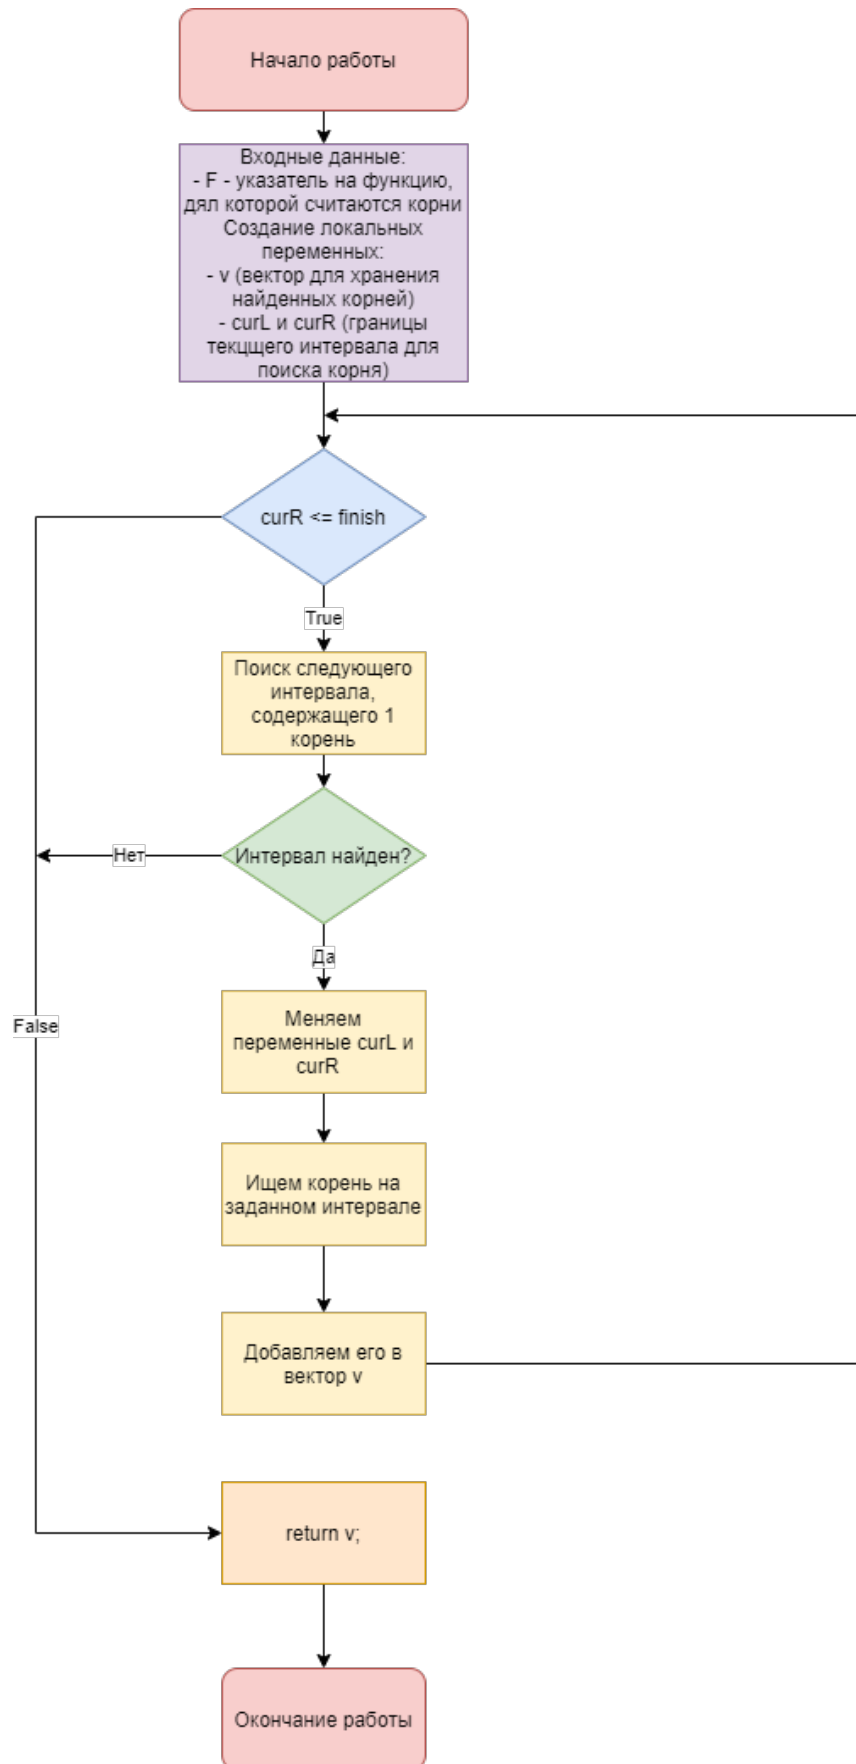 Начало работы
Входные данные:
- F - указатель на функцию,
дял которой считаются корни
Создание локальных
переменных:
- v (вектор для хранения
найденных корней)
- curL и curR (границы
текцщего интервала для
поиска корня)
curR <= finish
True
Поиск следующего
интервала,
содержащего 1
корень
Интервал найден?
Нет
Да
Меняем
переменные curL и
curR
False
Ищем корень на
заданном интервале
Добавляем его в
вектор v
return v;
Окончание работы